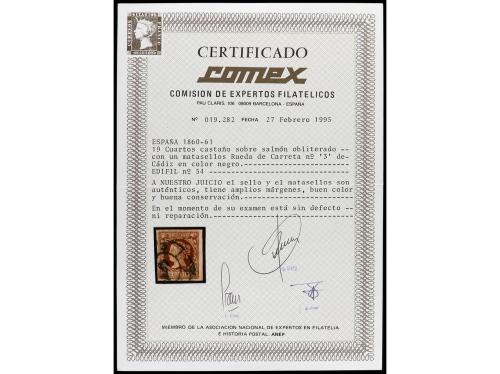 CERTIFICADO
comex
COMISION DE EXPERTOS FILATELICOS
PAU CLARIS, 106 08009 BARCELONA - ESPAÑA
Nº 019.282 FECHA 27 Febrero 1995
ESPAÑA 1860-61
19 Cuartos castaño sobre salmón obliterado --
con un matasellos Rueda de Carreta nº '3' de-
Cádiz en color negro.
EDIFIL nº 54
A NUESTRO JUICIO el sello y el matasellos son
auténticos, tiene amplios márgenes, buen color
y buena conservación.
En el momento de su examen está sin defecto --
ni reparación.
MIEMBRO DE LA ASOCIACION NACIONAL DE EXPERTOS EN FILATELIA
E HISTORIA POSTAL ANEP